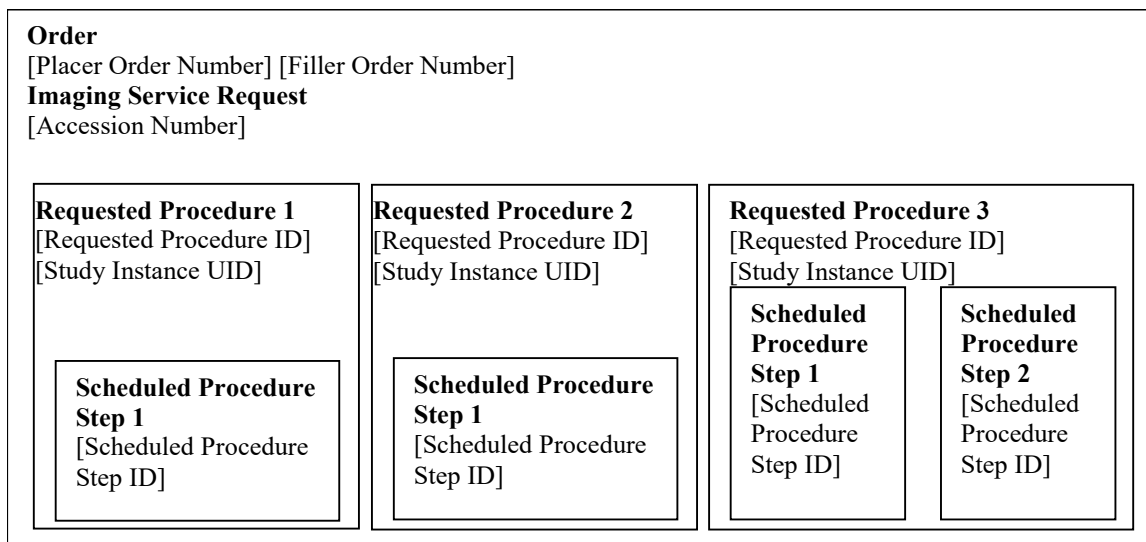 Order
[Placer Order Number] [Filler Order Number]
Imaging Service Request
[Accession Number]
Requested Procedure 1
[Requested Procedure ID]
[Study Instance UID]
Scheduled Procedure
Step 1
[Scheduled Procedure
Step ID]
Requested Procedure 2
[Requested Procedure ID]
[Study Instance UID]
Scheduled Procedure
Step 1
[Scheduled Procedure
Step ID]
Requested Procedure 3
[Requested Procedure ID]
[Study Instance UID]
Scheduled
Procedure
Step 1
[Scheduled
Procedure
Step ID]
Scheduled
Procedure
Step 2
[Scheduled
Procedure
Step ID]